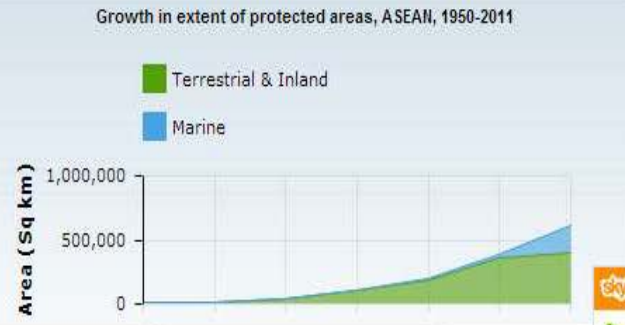 Growth in extent of protected areas, ASEAN, 1950-2011
Terrestrial & Inland
Marine
Area (Sq km)
1,000,000
500,000
0